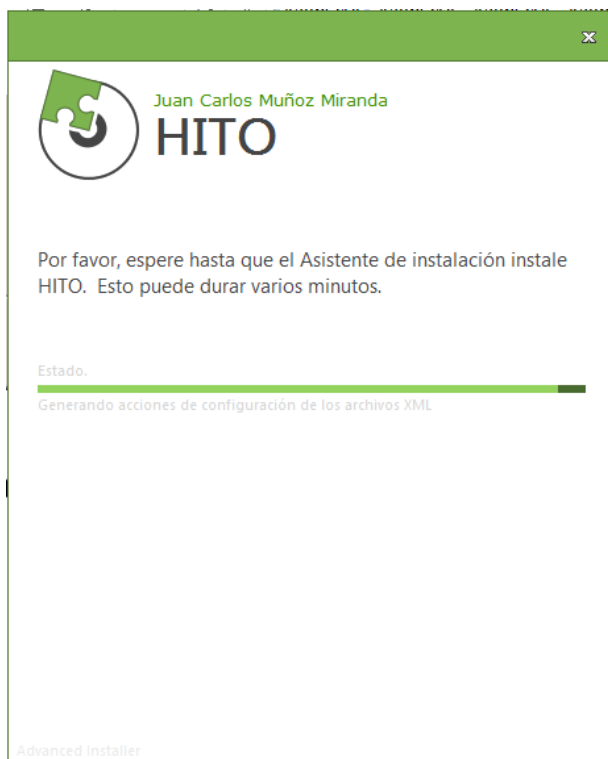 Juan Carlos Muñoz Miranda
HITO
Por favor, espere hasta que el Asistente de instalación instale
HITO. Esto puede durar varios minutos.
Estado.
Generando acciones de configuración de los archivos XML
Advanced Installer